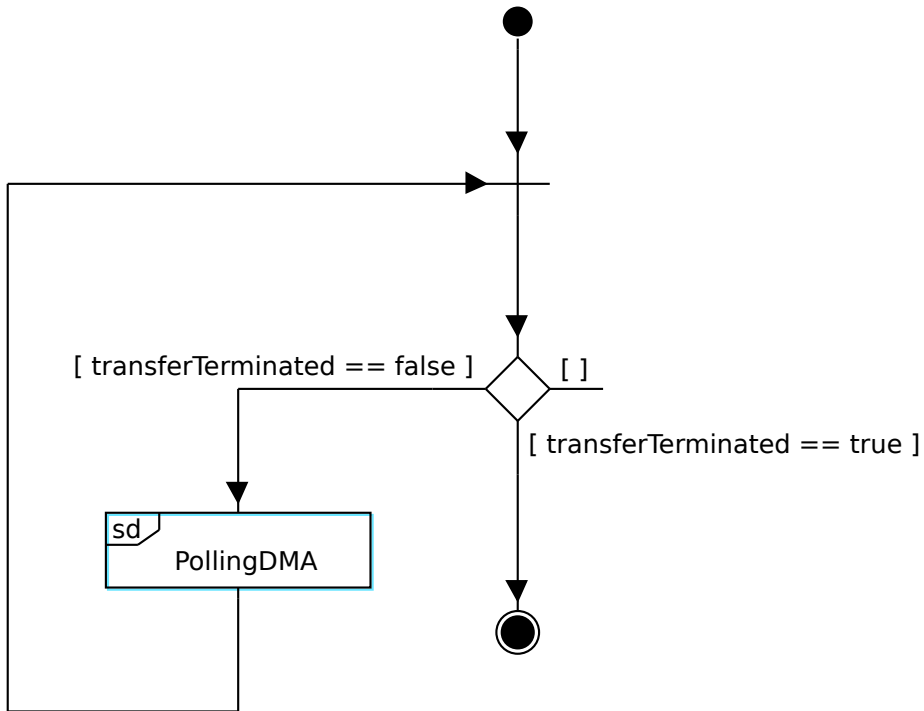 [ transferTerminated == false ]
[ ]
[ transferTerminated == true ]
sd
PollingDMA